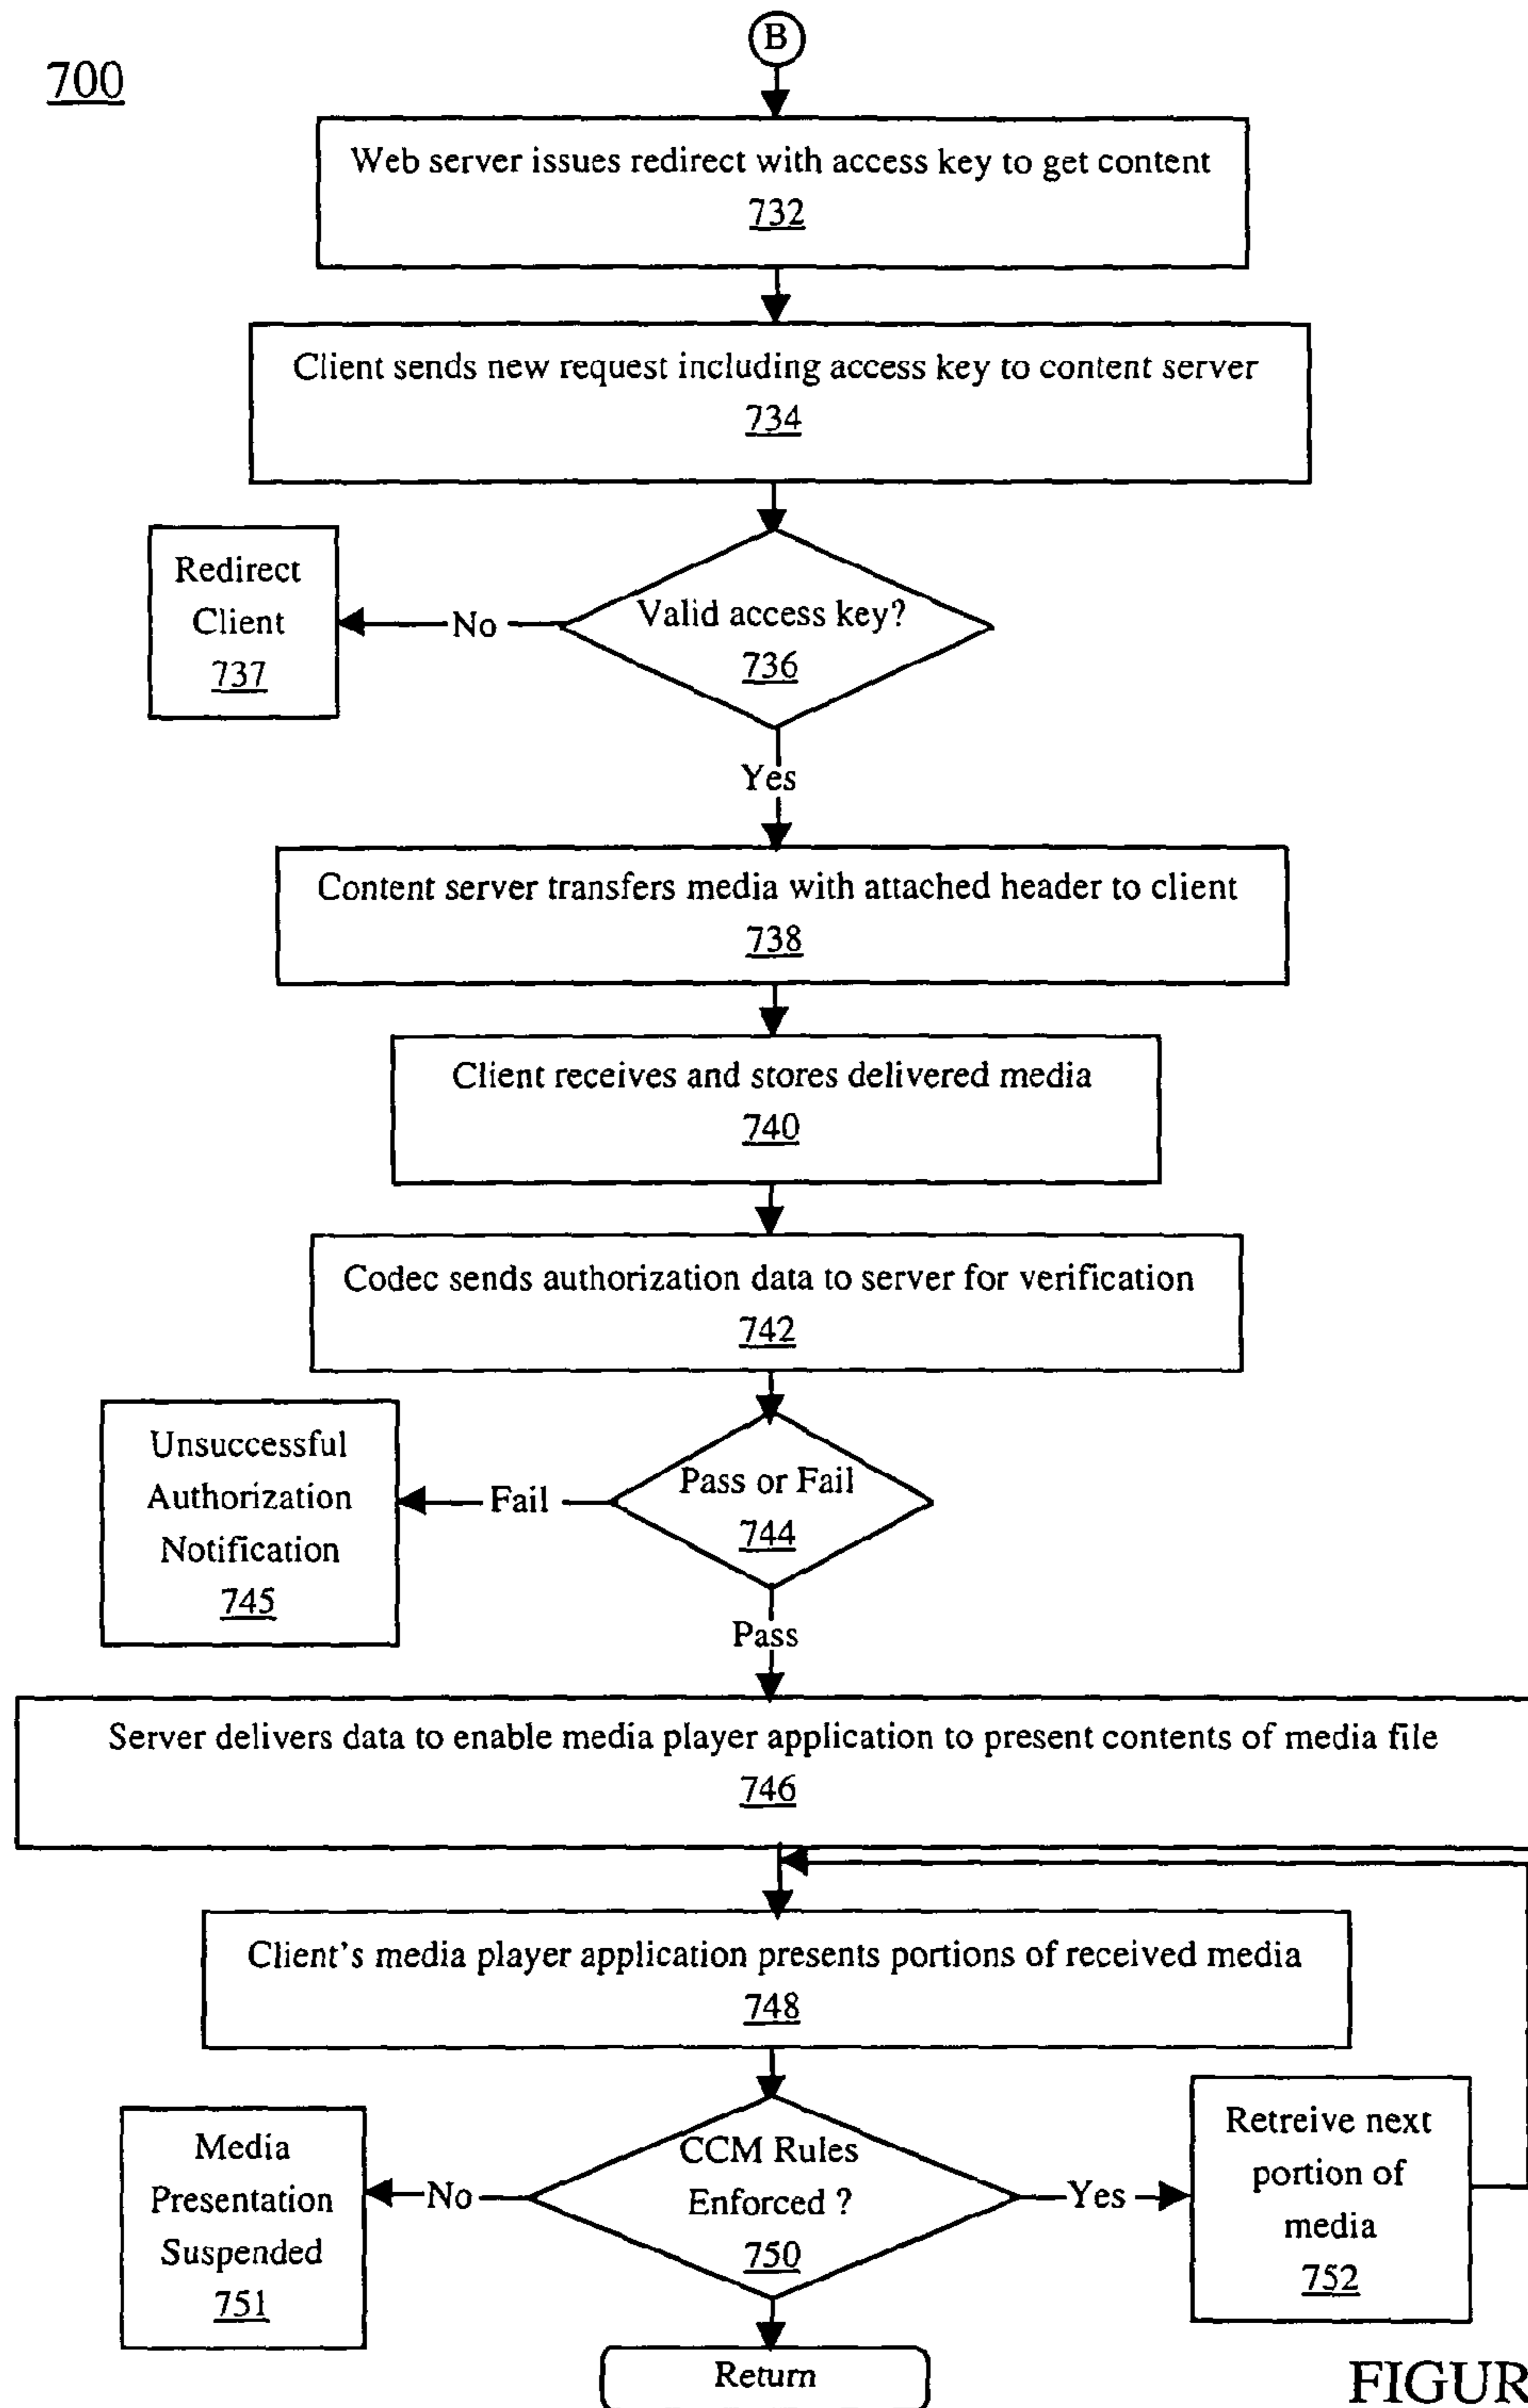 B
700
Web server issues redirect with access key to get content
732
Client sends new request including access key to content server
734
Redirect
Client
737
No
Valid access key?
736
Yes
Content server transfers media with attached header to client
738
Client receives and stores delivered media
740
Codec sends authorization data to server for verification
742
Unsuccessful
Authorization
Notification
745
Fail
Pass or Fail
744
Pass
Server delivers data to enable media player application to present contents of media file
746
Client's media player application presents portions of received media
748
Media
Presentation
Suspended
751
No
CCM Rules
Enforced ?
750
Yes
Retreive next
portion of
media
752
Return
FIGUR